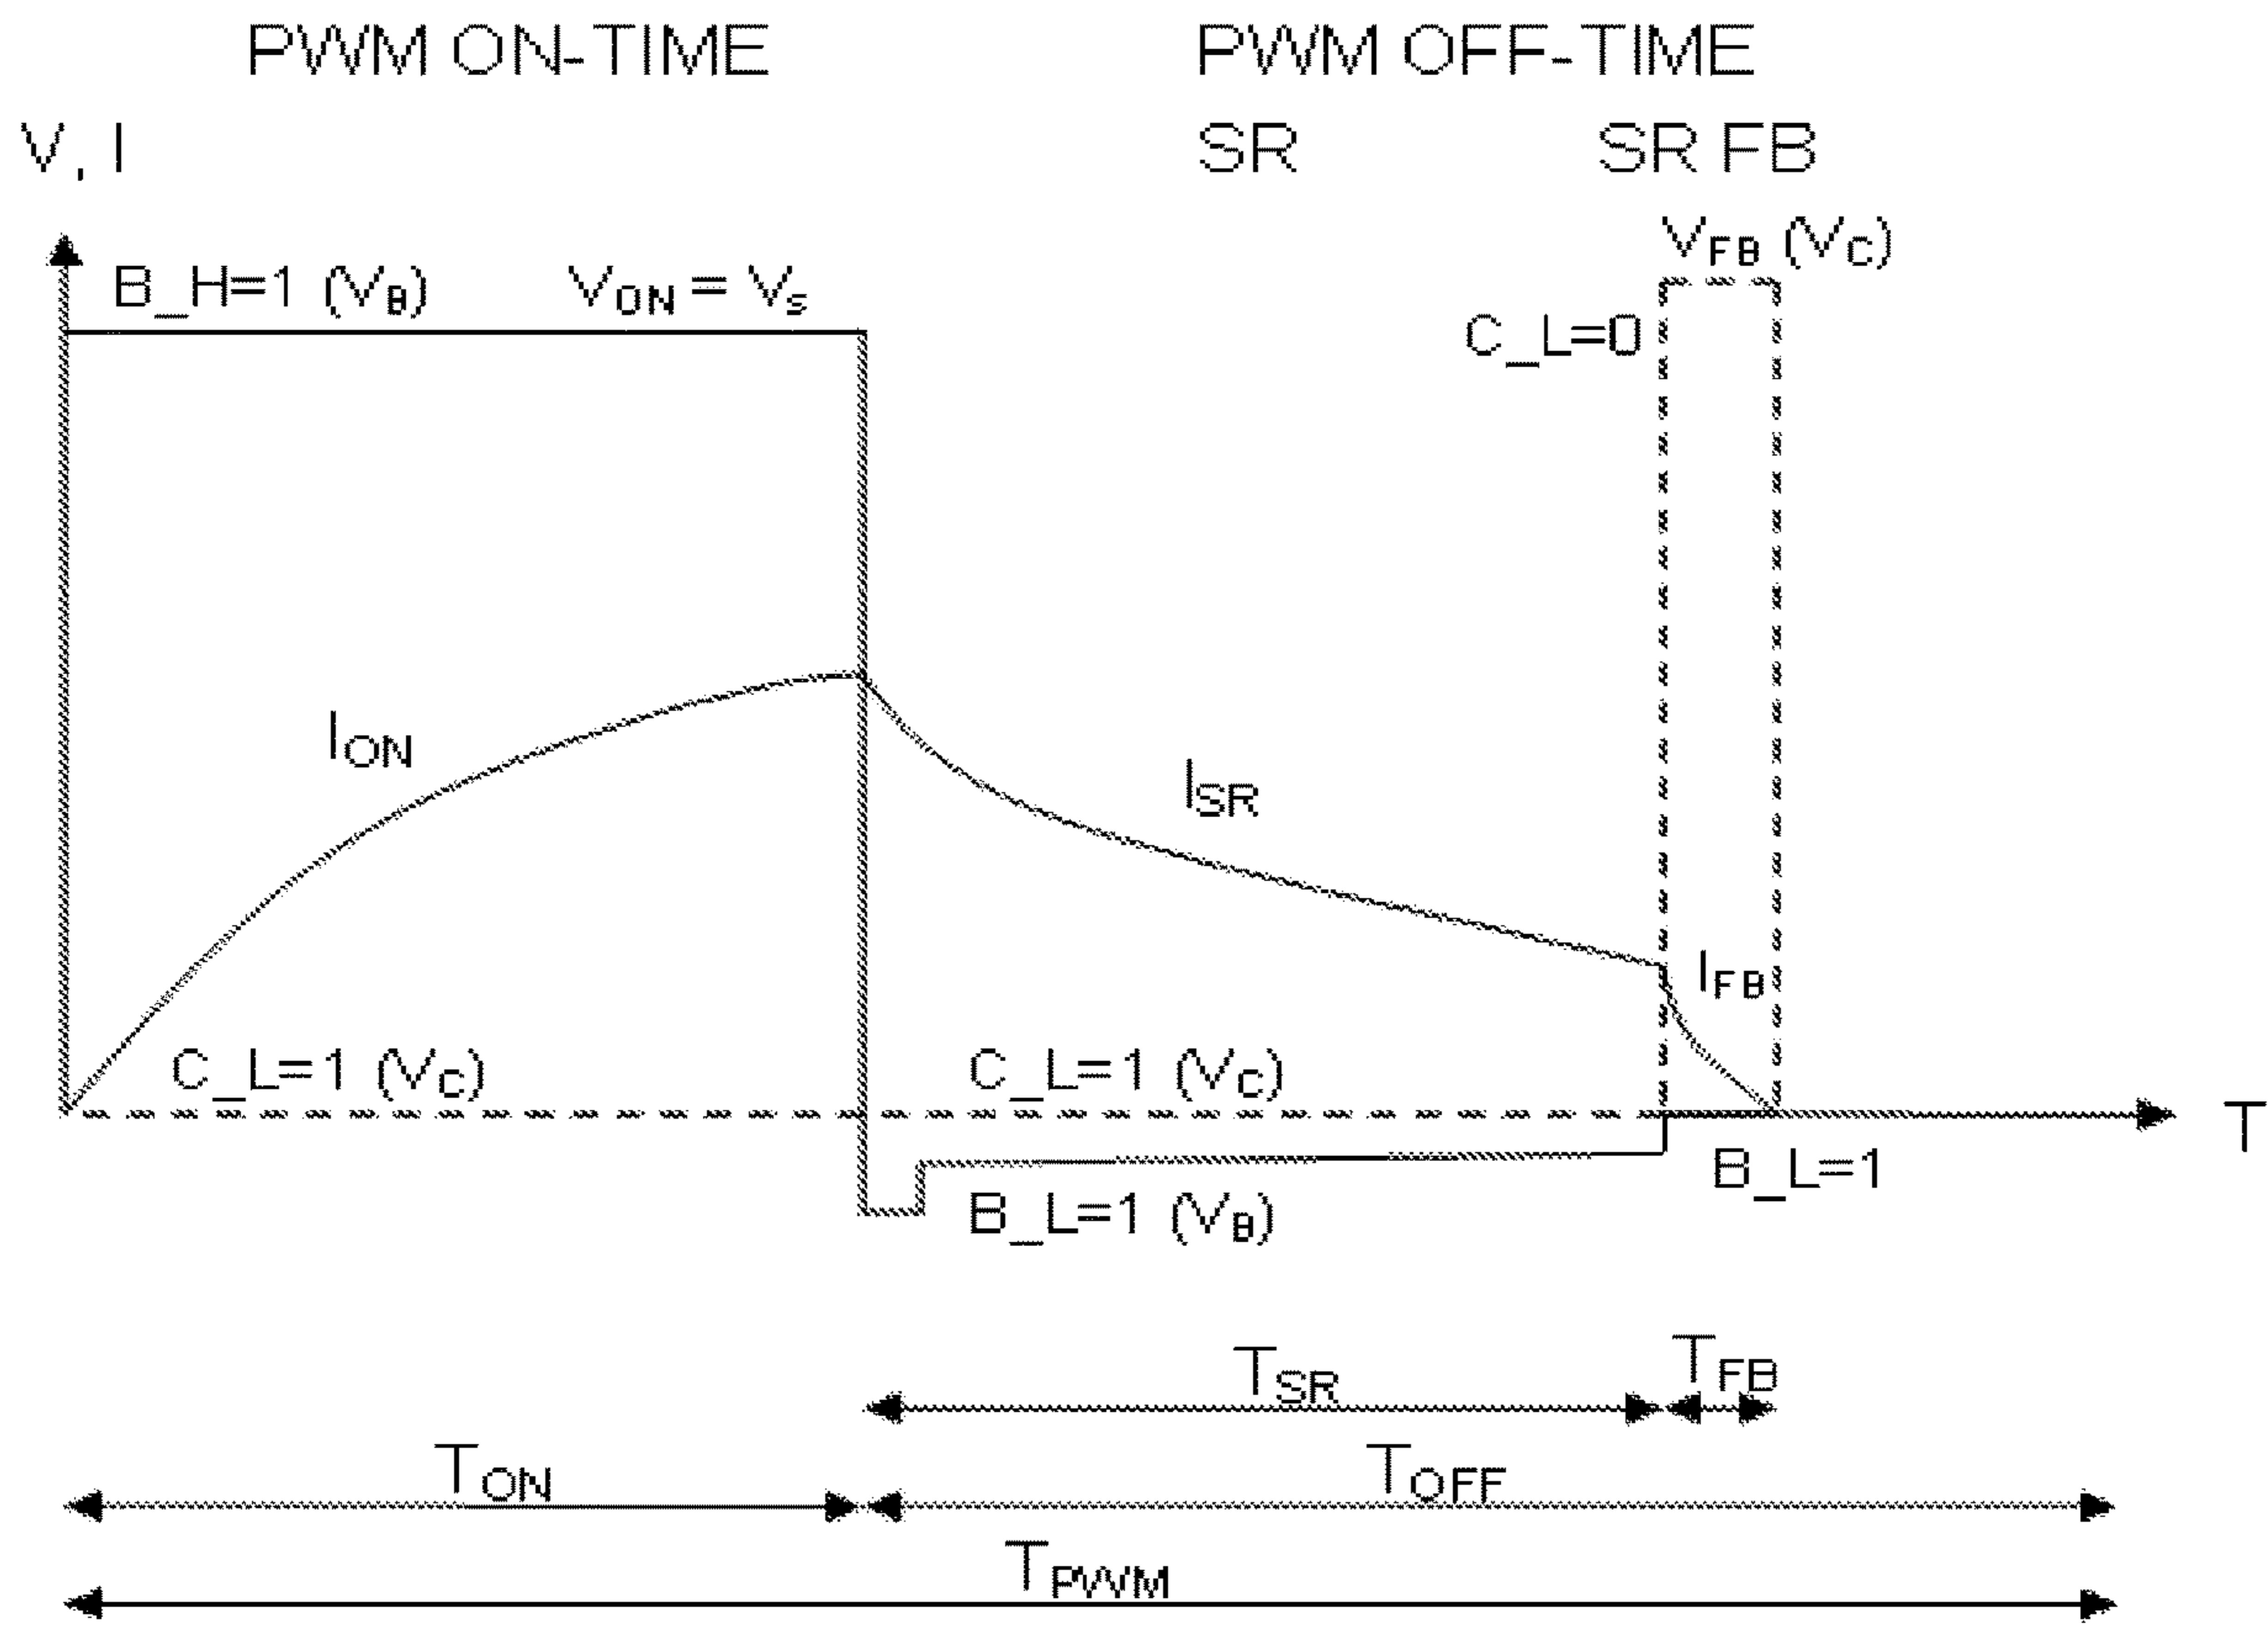 PWM ON-TIME PWM OFF-TIME
V, I SR SR FB
V_FB (V_C)
B_H=1 (V_B) V_ON = V_S
C_L=0
I_ON
I_SR
I_FB
C_L=1 (V_C) C_L=1 (V_C)
T
B_L=1
B_L=1 (V_B)
T_SR T_FB
T_ON T_OFF
T_PWM